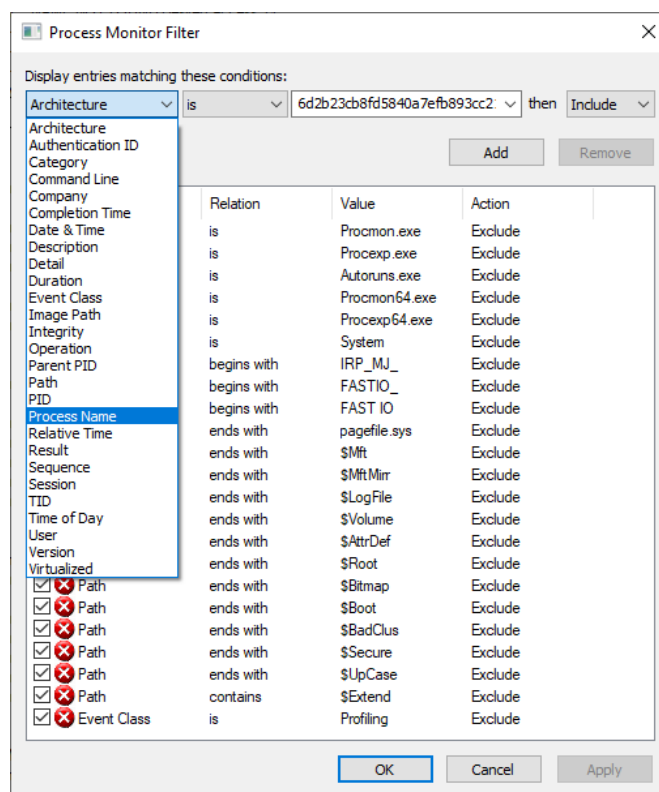 Process Monitor Filter
Display entries matching these conditions:
Architecture is 6d2b23cb8fd5840a7efb893cc2 then Include
Architecture
Authentication ID
Category
Command Line
Company
Completion Time
Date & Time
Description
Detail
Duration
Event Class
Image Path
Integrity
Operation
Parent PID
Path
PID
Process Name
Relative Time
Result
Sequence
Session
TID
Time of Day
User
Version
Virtualized
Add Remove
Relation Value Action
is Procmon.exe Exclude
is Procexp.exe Exclude
is Autoruns.exe Exclude
is Procmon64.exe Exclude
is Procexp64.exe Exclude
is System Exclude
begins with IRP_MJ_ Exclude
begins with FASTIO_ Exclude
begins with FAST IO Exclude
ends with pagefile.sys Exclude
ends with $Mft Exclude
ends with $MftMirr Exclude
ends with $LogFile Exclude
ends with $Volume Exclude
ends with $AttrDef Exclude
ends with $Root Exclude
Path ends with $Bitmap Exclude
Path ends with $Boot Exclude
Path ends with $BadClus Exclude
Path ends with $Secure Exclude
Path ends with $UpCase Exclude
Path contains $Extend Exclude
Event Class is Profiling Exclude
OK Cancel Apply